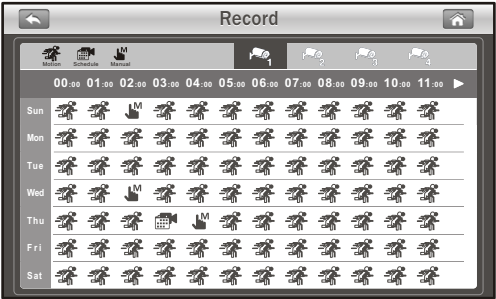 Record
Motion Schedule M Manual 1 2 3 4
00:00 01:00 02:00 03:00 04:00 05:00 06:00 07:00 08:00 09:00 10:00 11:00
Sun M
Mon
Tue
Wed M
Thu M
Fri
Sat